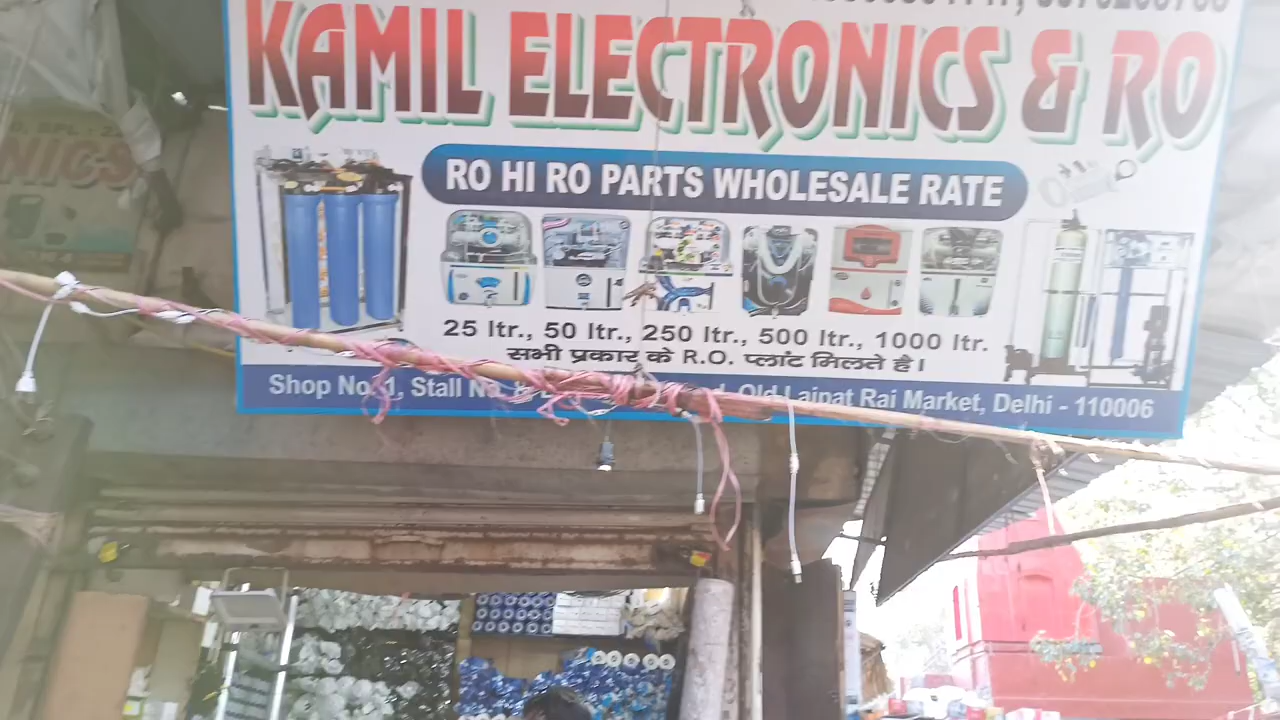 KAMIL ELECTRONICS & RO
NICS
RO HI RO PARTS WHOLESALE RATE
25 ltr., 50 ltr., 250 ltr., 500 ltr., 1000 ltr.
सभी प्रकार के R.O. प्लांट मिलते है।
Shop No. 1, Stall No. Old Lajpat Rai Market, Delhi - 110006